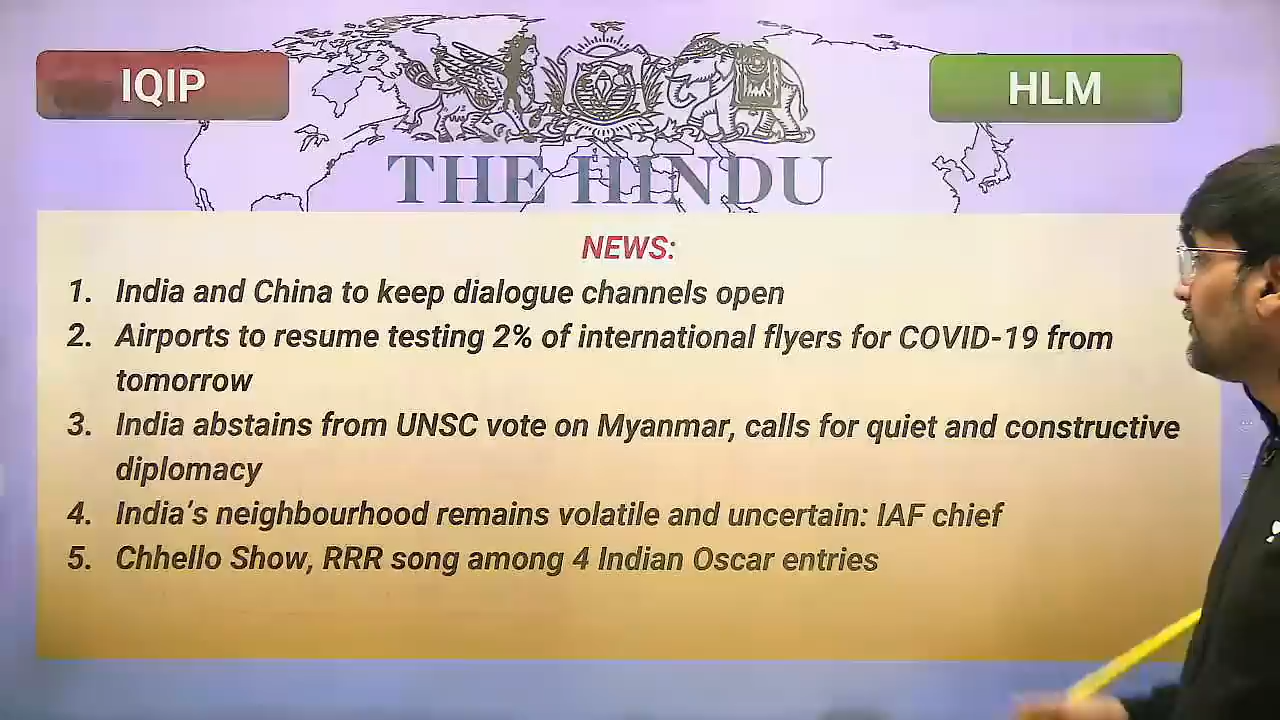 IQIP
HLM
THE HINDU
NEWS:
1. India and China to keep dialogue channels open
2. Airports to resume testing 2% of international flyers for COVID-19 from
tomorrow
3. India abstains from UNSC vote on Myanmar, calls for quiet and constructive
diplomacy
4. India’s neighbourhood remains volatile and uncertain: IAF chief
5. Chhello Show, RRR song among 4 Indian Oscar entries